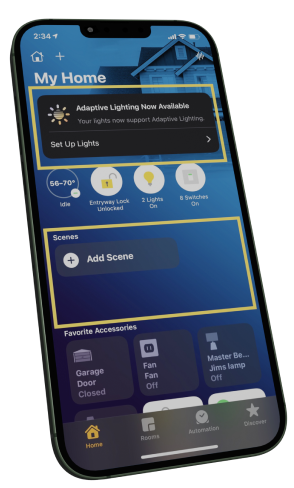 2:34
My Home
Adaptive Lighting Now Available
Your lights now support Adaptive Lighting.
Set Up Lights
56-70°
Idle
Entryway Lock
Unlocked
2 Lights
On
8 Switches
On
Scenes
Add Scene
Favorite Accessories
Garage
Door
Closed
Fan
Fan
Off
Master Be...
Jims lamp
Off
Home
Rooms
Automation
Discover